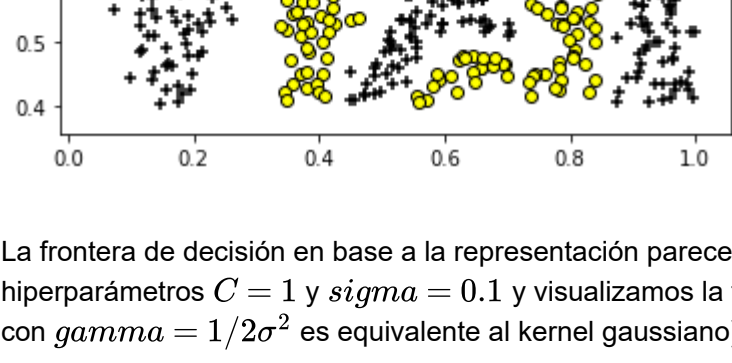 0.5
0.4
0.0 0.2 0.4 0.6 0.8 1.0
La frontera de decisión en base a la representación parece
hiperparámetros C = 1 y sigma = 0.1 y visualizamos la
con gamma = 1/2σ² es equivalente al kernel gaussiano)